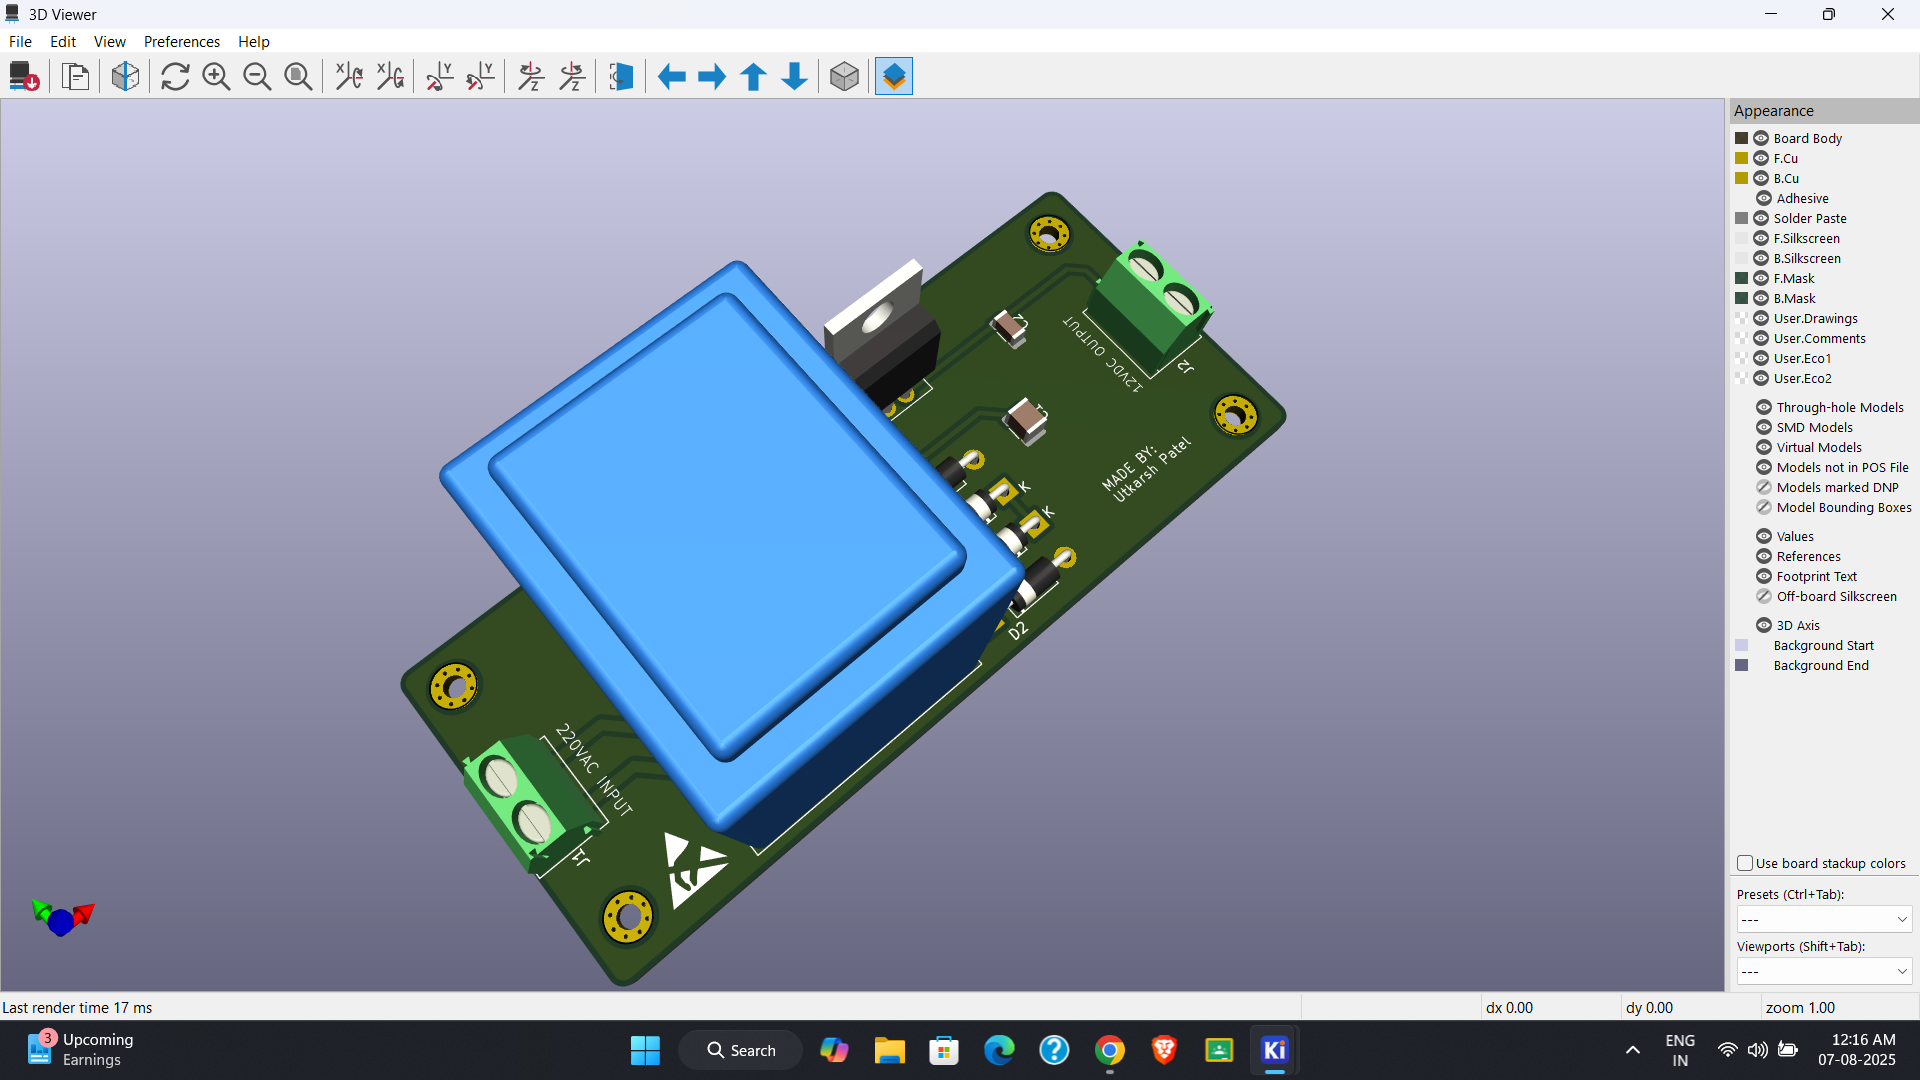 3D Viewer
File Edit View Preferences Help
Appearance
Board Body
F.Cu
B.Cu
Adhesive
Solder Paste
F.Silkscreen
B.Silkscreen
F.Mask
B.Mask
User.Drawings
User.Comments
User.Eco1
User.Eco2
Through-hole Models
SMD Models
Virtual Models
Models not in POS File
Models marked DNP
Model Bounding Boxes
Values
References
Footprint Text
Off-board Silkscreen
3D Axis
Background Start
Background End
Use board stackup colors
Presets (Ctrl+Tab):
---
Viewports (Shift+Tab):
---
C2
12VDC OUTPUT
J2
C1
MADE BY:
Utkarsh Patel
K
K
D2
220VAC INPUT
J1
Last render time 17 ms
dx 0.00
dy 0.00
zoom 1.00
3
Upcoming
Earnings
Search
Ki
ENG
IN
12:16 AM
07-08-2025